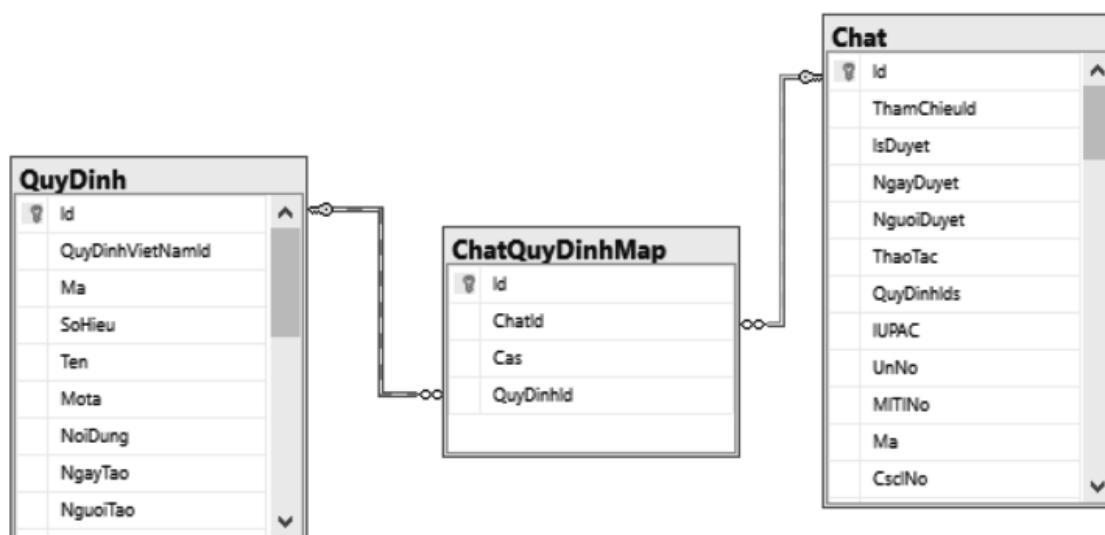 QuyDinh
Id
QuyDinhVietNamId
Ma
SoHieu
Ten
Mota
NoiDung
NgayTao
NguoiTao
ChatQuyDinhMap
Id
ChatId
Cas
QuyDinhId
Chat
Id
ThamChieuId
IsDuyet
NgayDuyet
NguoiDuyet
ThaoTac
QuyDinhIds
IUPAC
UnNo
MITINo
Ma
CsclNo